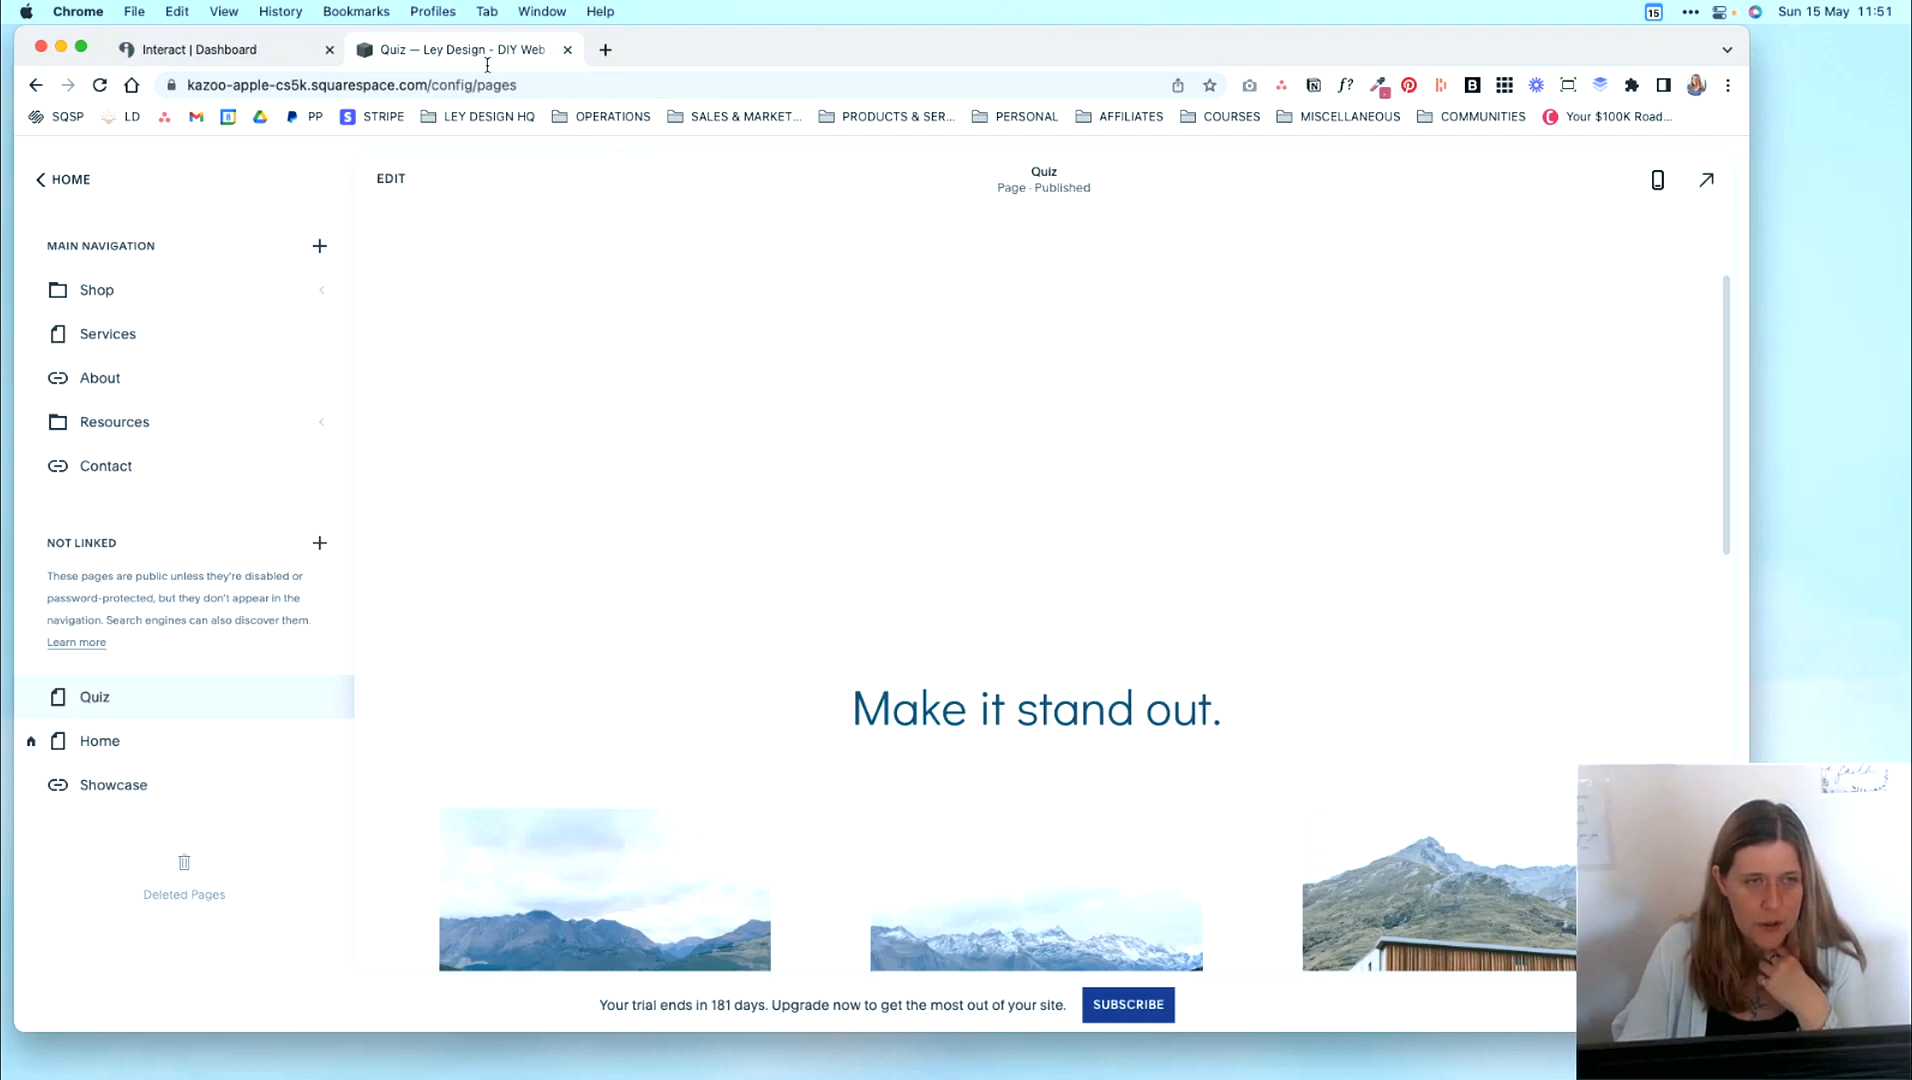 Chrome File Edit View History Bookmarks Profiles Tab Window Help
15 Sun 15 May 11:51
Interact | Dashboard
Quiz — Ley Design - DIY Web
kazoo-apple-cs5k.squarespace.com/config/pages
SQSP LD PP STRIPE LEY DESIGN HQ OPERATIONS SALES & MARKET... PRODUCTS & SER... PERSONAL AFFILIATES COURSES MISCELLANEOUS COMMUNITIES Your $100K Road...
HOME
EDIT
Quiz
Page · Published
MAIN NAVIGATION
Shop
Services
About
Resources
Contact
NOT LINKED
These pages are public unless they're disabled or
password-protected, but they don't appear in the
navigation. Search engines can also discover them.
Learn more
Quiz
Home
Showcase
Deleted Pages
Make it stand out.
Your trial ends in 181 days. Upgrade now to get the most out of your site.
SUBSCRIBE
faith